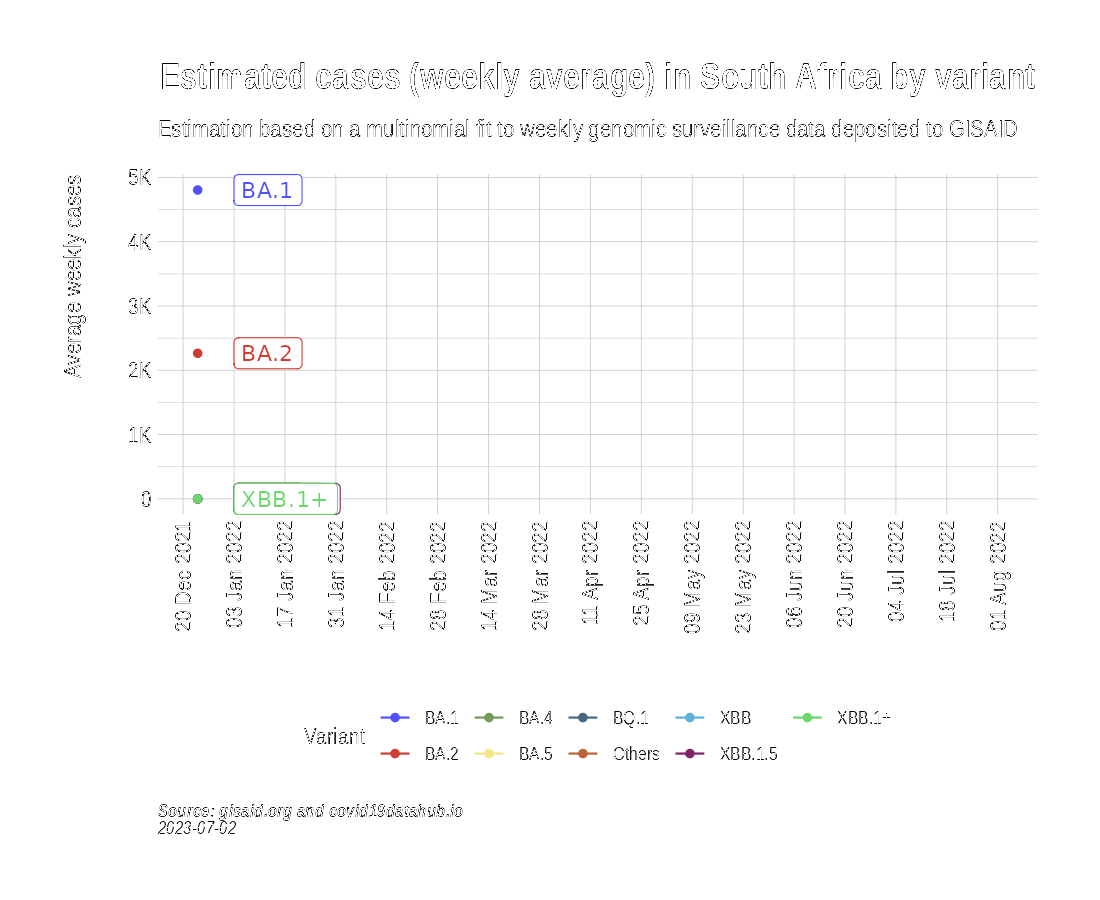 Estimated cases (weekly average) in South Africa by variant
Estimation based on a multinomial fit to weekly genomic surveillance data deposited to GISAID
Average weekly cases
5K
4K
3K
2K
1K
0
BA.1
BA.2
XBB.1+
20 Dec 2021
03 Jan 2022
17 Jan 2022
31 Jan 2022
14 Feb 2022
28 Feb 2022
14 Mar 2022
28 Mar 2022
11 Apr 2022
25 Apr 2022
09 May 2022
23 May 2022
06 Jun 2022
20 Jun 2022
04 Jul 2022
18 Jul 2022
01 Aug 2022
Variant
BA.1
BA.4
BQ.1
XBB
XBB.1+
BA.2
BA.5
Others
XBB.1.5
Source: gisaid.org and covid19datahub.io
2023-07-02